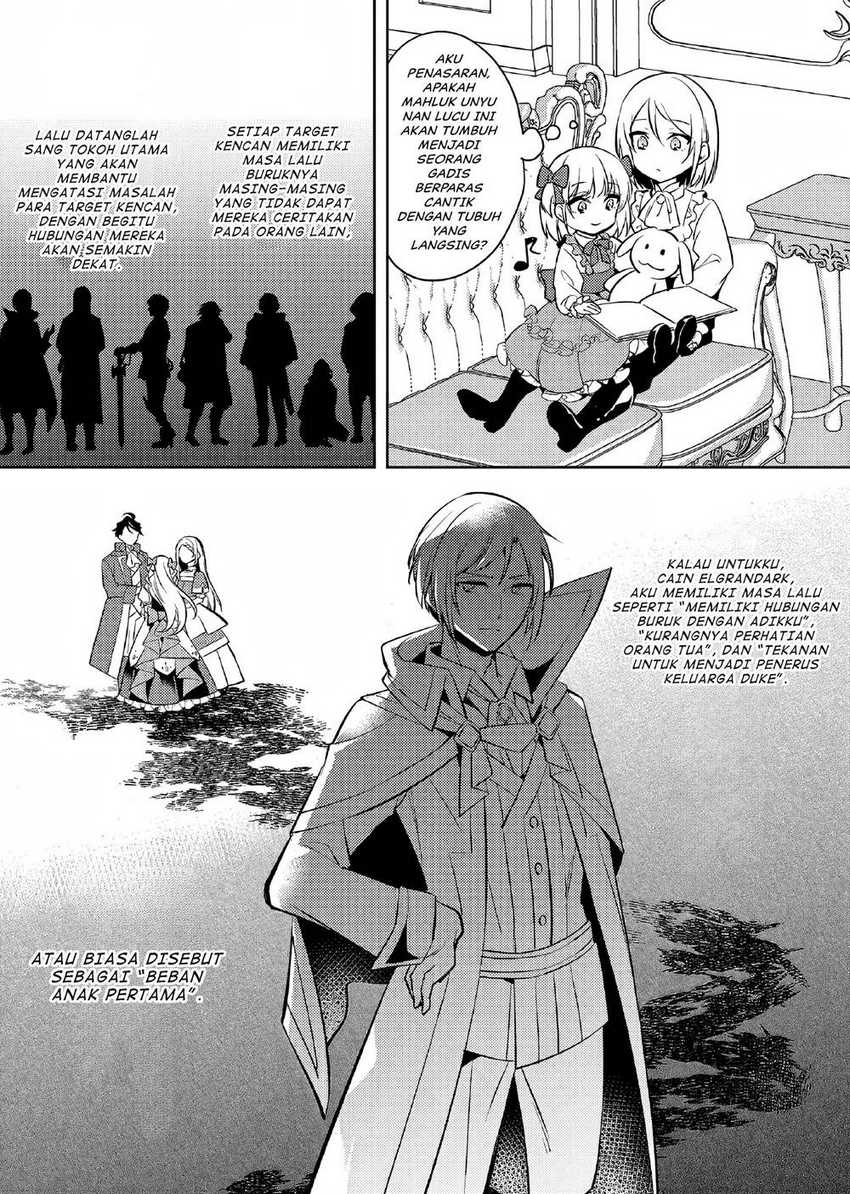 AKU
PENASARAN,
APAKAH
MAHLUK UNYU
NAN LUCU INI
AKAN TUMBUH
MENJADI
SEORANG
GADIS
BERPARAS
CANTIK
DENGAN TUBUH
YANG
LANGSING?
SETIAP TARGET
KENCAN MEMILIKI
MASA LALU
BURUKNYA
MASING-MASING
YANG TIDAK DAPAT
MEREKA CERITAKAN
PADA ORANG LAIN,
LALU DATANGLAH
SANG TOKOH UTAMA
YANG AKAN
MEMBANTU
MENGATASI MASALAH
PARA TARGET KENCAN,
DENGAN BEGITU
HUBUNGAN MEREKA
AKAN SEMAKIN
DEKAT.
KALAU UNTUKKU,
CAIN ELGRANDARK,
AKU MEMILIKI MASA LALU
SEPERTI “MEMILIKI HUBUNGAN
BURUK DENGAN ADIKKU”,
“KURANGNYA PERHATIAN
ORANG TUA”, DAN “TEKANAN
UNTUK MENJADI PENERUS
KELUARGA DUKE”.
ATAU BIASA DISEBUT
SEBAGAI “BEBAN
ANAK PERTAMA”.